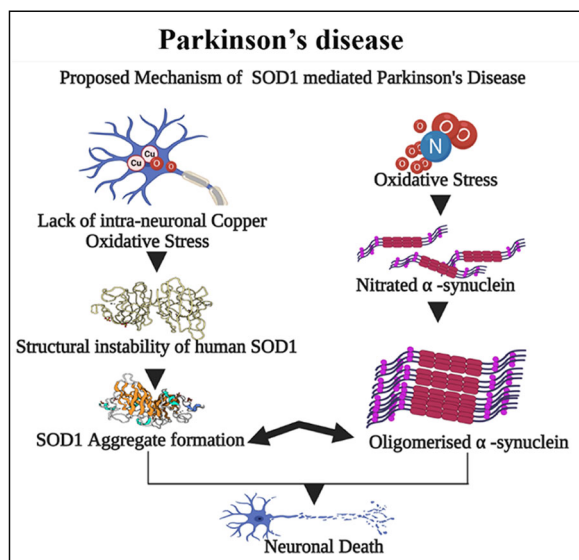 Parkinson's disease
Proposed Mechanism of SOD1 mediated Parkinson's Disease
Cu
Cu
O
O
Lack of intra-neuronal Copper
Oxidative Stress
Structural instability of human SOD1
SOD1 Aggregate formation
O
O
O
O
O
O
O
N
Oxidative Stress
Nitrated α -synuclein
Oligomerised α -synuclein
Neuronal Death